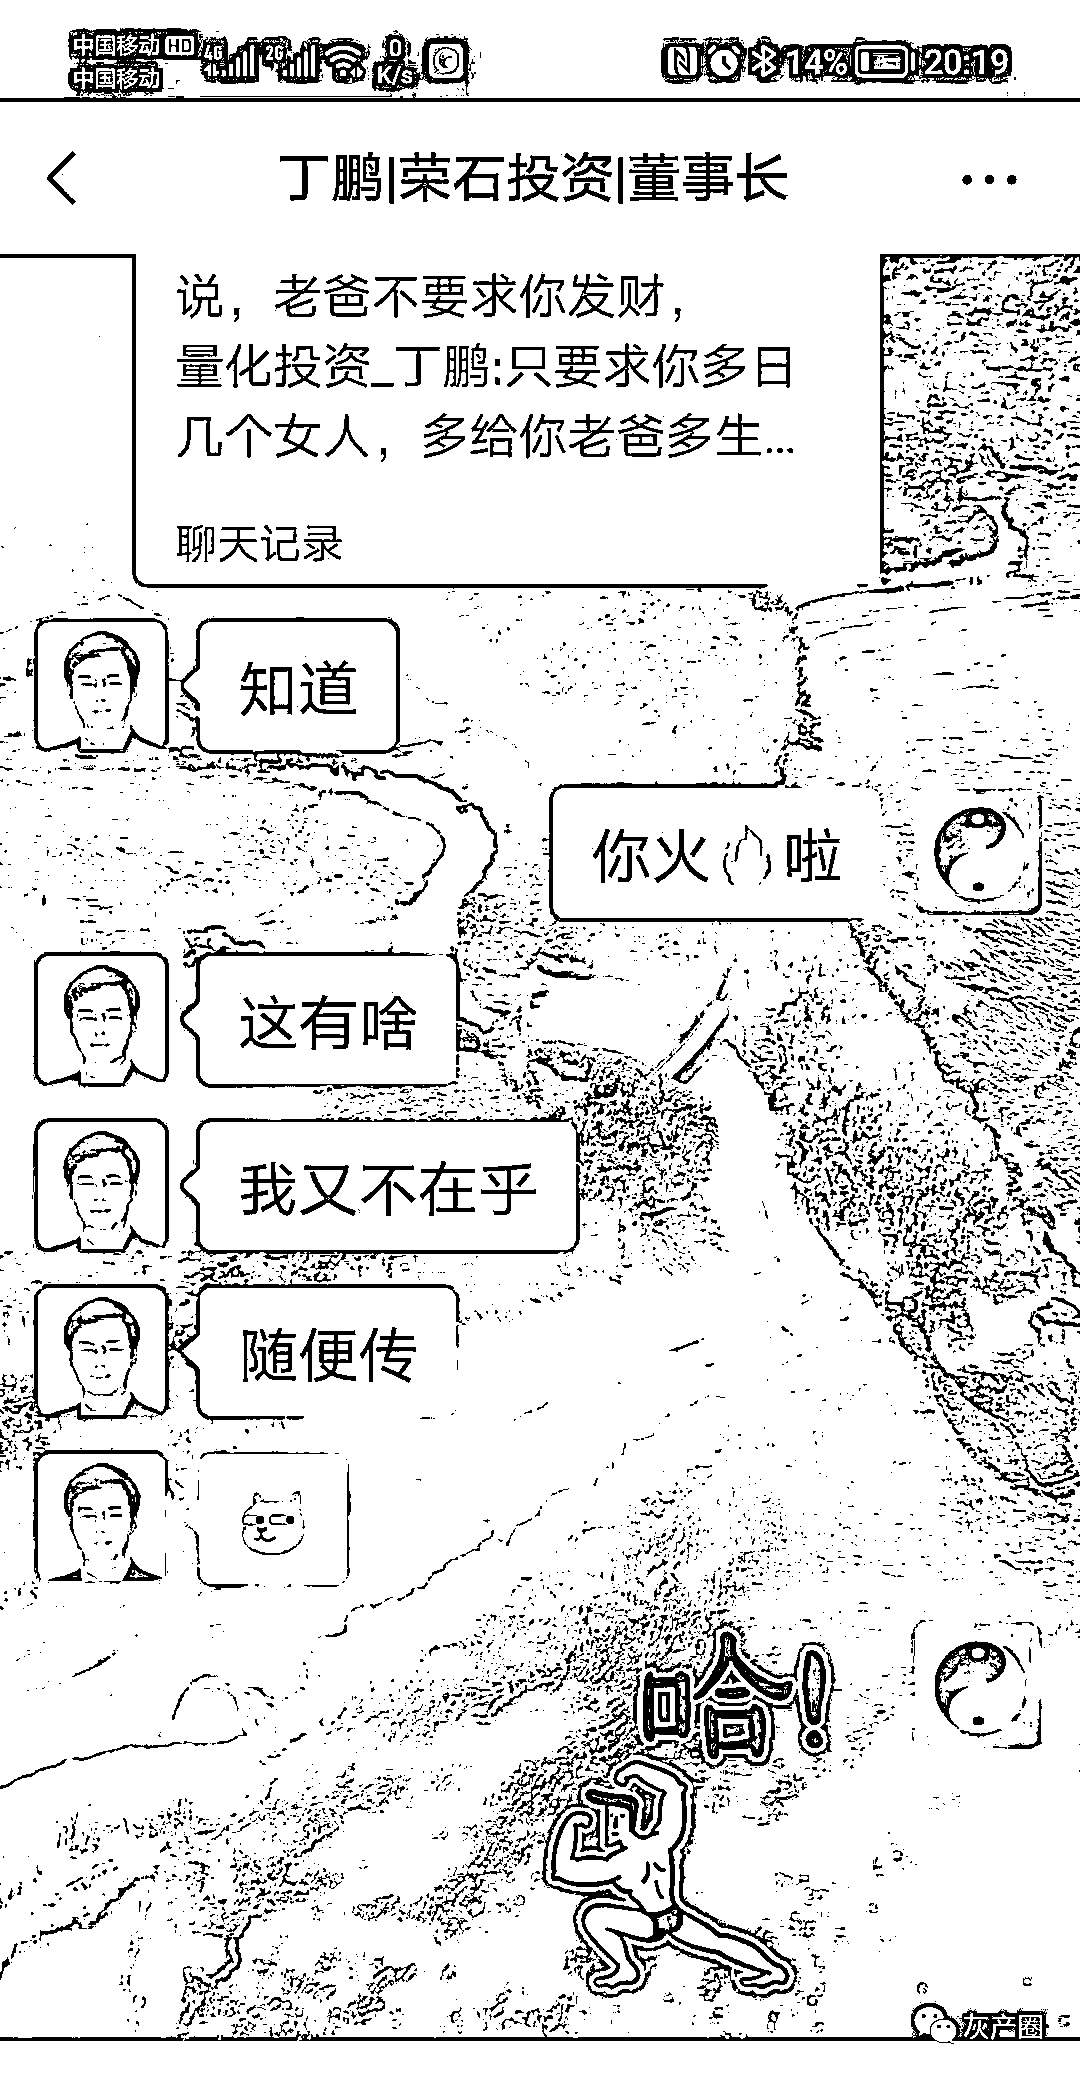 中国移动 HD 4G 2G 0 K/s 14% 20:19
中国移动
丁鹏|荣石投资|董事长
说，老爸不要求你发财，
量化投资_丁鹏:只要求你多日
几个女人，多给你老爸多生...
聊天记录
知道
你火🔥啦
这有啥
我又不在乎
随便传
哈!
灰产圈